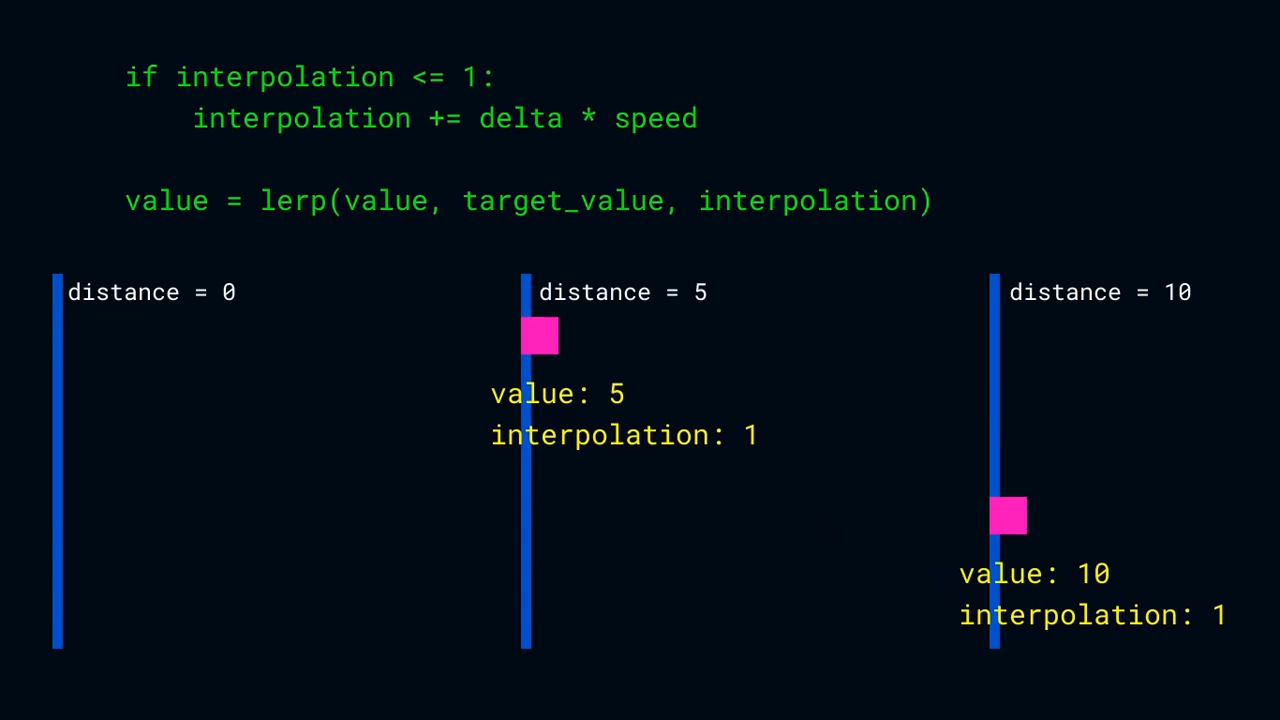 if interpolation <= 1:
    interpolation += delta * speed
value = lerp(value, target_value, interpolation)
distance = 0
distance = 5
distance = 10
value: 5
interpolation: 1
value: 10
interpolation: 1